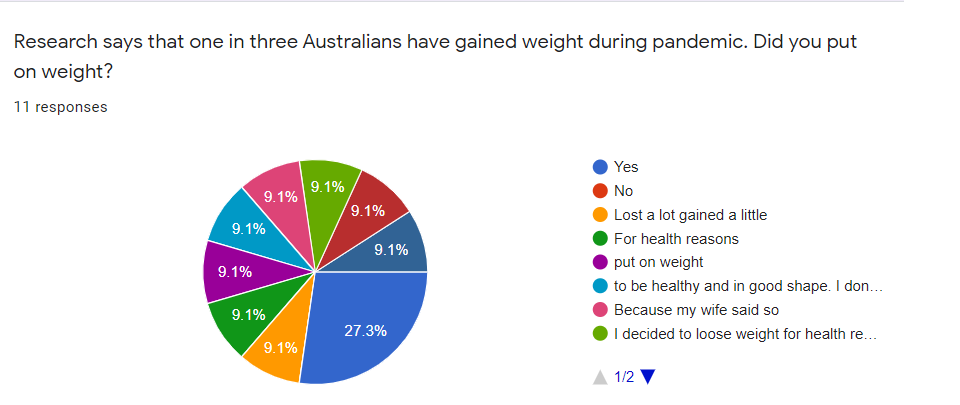 Research says that one in three Australians have gained weight during pandemic. Did you put
on weight?
11 responses
9.1%
9.1%
9.1%
9.1%
9.1%
9.1%
9.1%
9.1%
27.3%
Yes
No
Lost a lot gained a little
For health reasons
put on weight
to be healthy and in good shape. I don...
Because my wife said so
I decided to loose weight for health re...
1/2